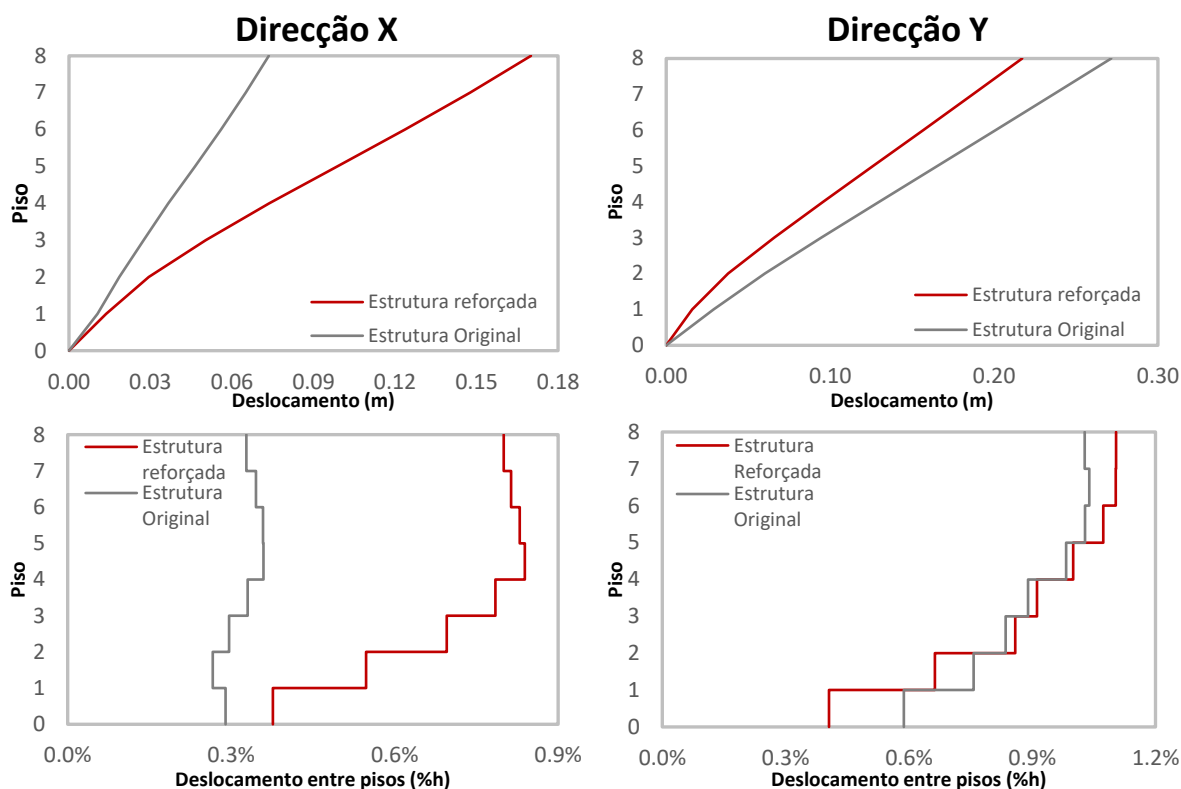 Direcção X
8
7
6
5
4
3
2
1
0
Piso
Estrutura reforçada
Estrutura Original
0.00 0.03 0.06 0.09 0.12 0.15 0.18
Deslocamento (m)
Direcção Y
8
7
6
5
4
3
2
1
0
Piso
Estrutura reforçada
Estrutura Original
0.00 0.10 0.20 0.30
Deslocamento (m)
8
7
6
5
4
3
2
1
0
Piso
Estrutura
reforçada
Estrutura
Original
0.0% 0.3% 0.6% 0.9%
Deslocamento entre pisos (%h)
8
7
6
5
4
3
2
1
0
Piso
Estrutura
Reforçada
Estrutura
Original
0.0% 0.3% 0.6% 0.9% 1.2%
Deslocamento entre pisos (%h)